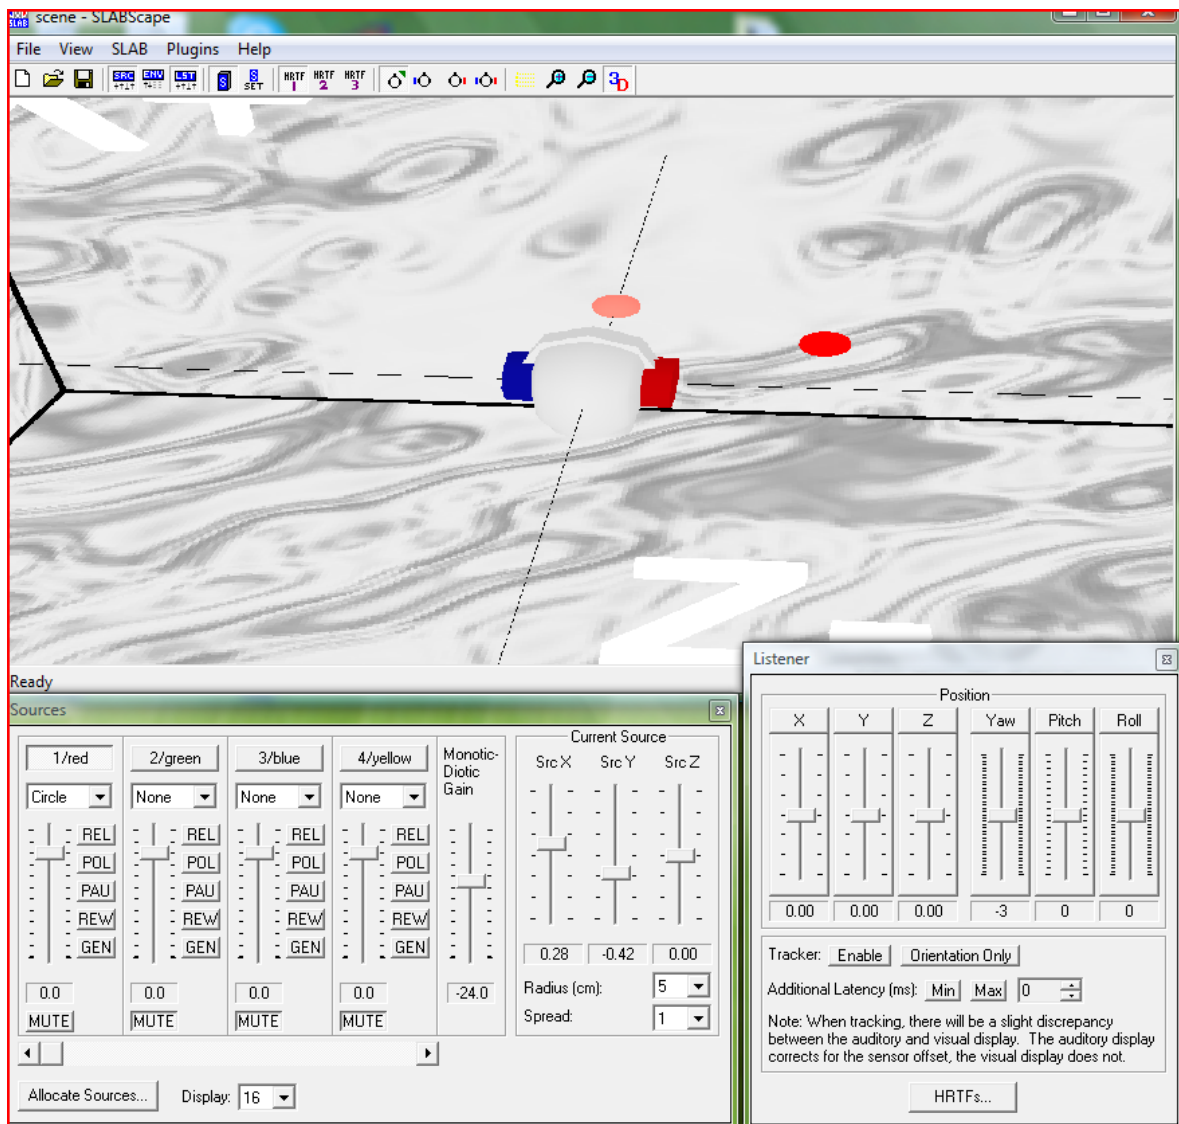 scene - SLABScape
File View SLAB Plugins Help
SRC ENV LST S S SET HRTF 1 HRTF 2 HRTF 3 3D
Z
Ready
Sources
1/red 2/green 3/blue 4/yellow Monotic-
Diotic
Gain
Circle None None None
REL REL REL REL
POL POL POL POL
PAU PAU PAU PAU
REW REW REW REW
GEN GEN GEN GEN
0.0 0.0 0.0 0.0 -24.0
MUTE MUTE MUTE MUTE
Current Source
Src X Src Y Src Z
0.28 -0.42 0.00
Radius (cm): 5
Spread: 1
Allocate Sources... Display: 16
Listener
Position
X Y Z Yaw Pitch Roll
0.00 0.00 0.00 -3 0 0
Tracker: Enable Orientation Only
Additional Latency (ms): Min Max 0
Note: When tracking, there will be a slight discrepancy
between the auditory and visual display. The auditory display
corrects for the sensor offset, the visual display does not.
HRTFs...